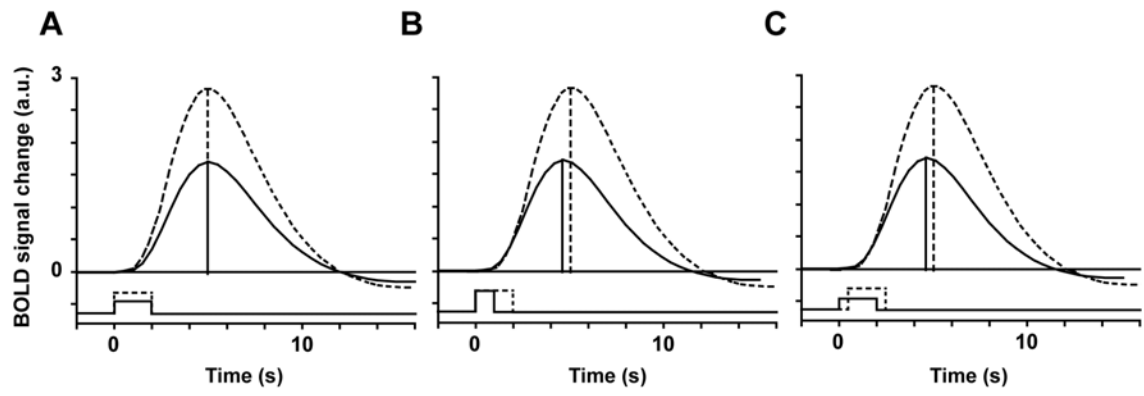 A B C
BOLD signal change (a.u.)
3
0
0 10 0 10 0 10
Time (s) Time (s) Time (s)